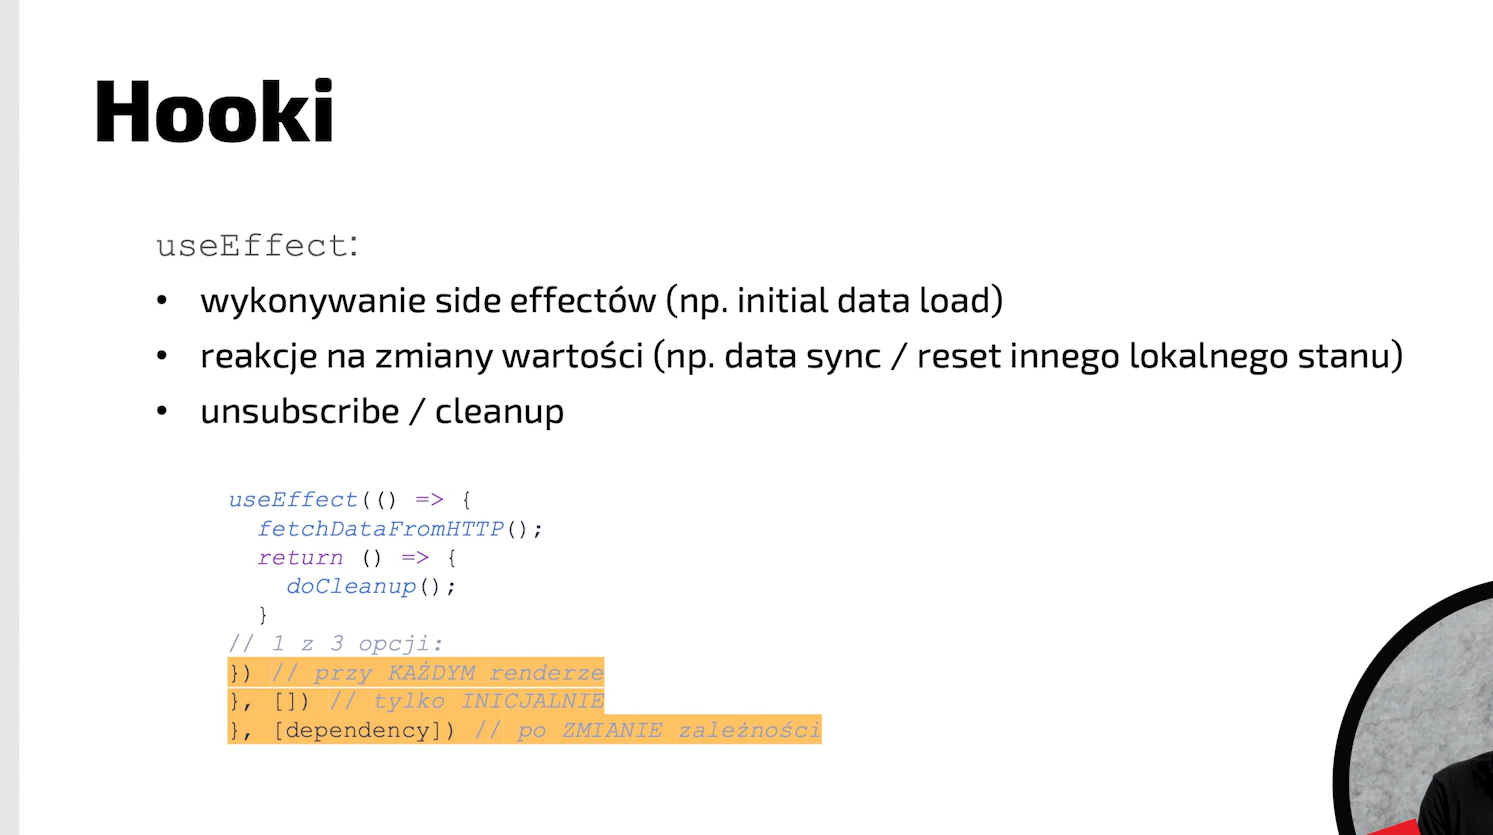 Hooki
useEffect:
• wykonywanie side effectów (np. initial data load)
• reakcje na zmiany wartości (np. data sync / reset innego lokalnego stanu)
• unsubscribe / cleanup
useEffect(() => {
  fetchDataFromHTTP();
  return () => {
    doCleanup();
  }
// 1 z 3 opcji:
}) // przy KAŻDYM renderze
}, []) // tylko INICJALNIE
}, [dependency]) // po ZMIANIE zależności